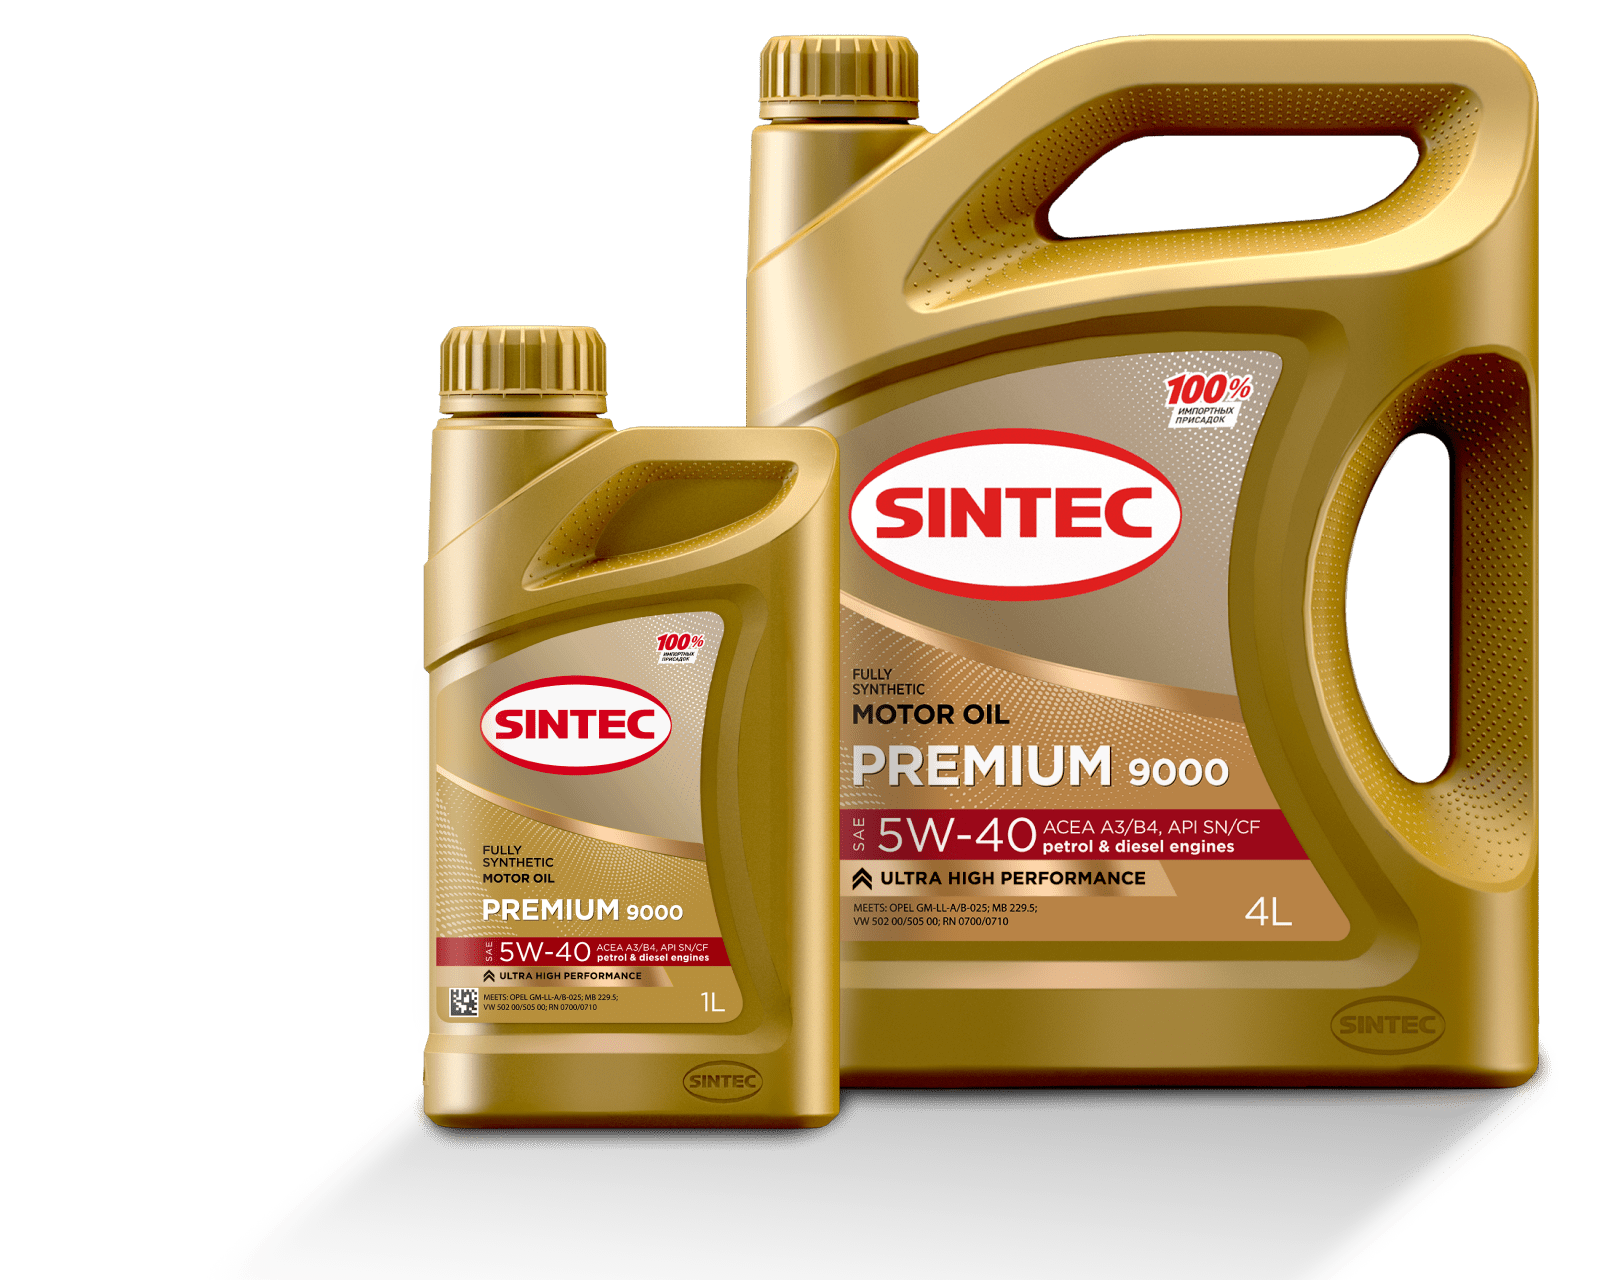 100%
ИМПОРТНЫХ
ПРИСАДОК
SINTEC
FULLY
SYNTHETIC
MOTOR OIL
PREMIUM 9000
SAE 5W-40 ACEA A3/B4, API SN/CF
petrol & diesel engines
ULTRA HIGH PERFORMANCE
MEETS: OPEL GM-LL-A/B-025; MB 229.5;
VW 502 00/505 00; RN 0700/0710
1L
SINTEC
100%
ИМПОРТНЫХ
ПРИСАДОК
SINTEC
FULLY
SYNTHETIC
MOTOR OIL
PREMIUM 9000
SAE 5W-40 ACEA A3/B4, API SN/CF
petrol & diesel engines
ULTRA HIGH PERFORMANCE
MEETS: OPEL GM-LL-A/B-025; MB 229.5;
VW 502 00/505 00; RN 0700/0710
4L
SINTEC